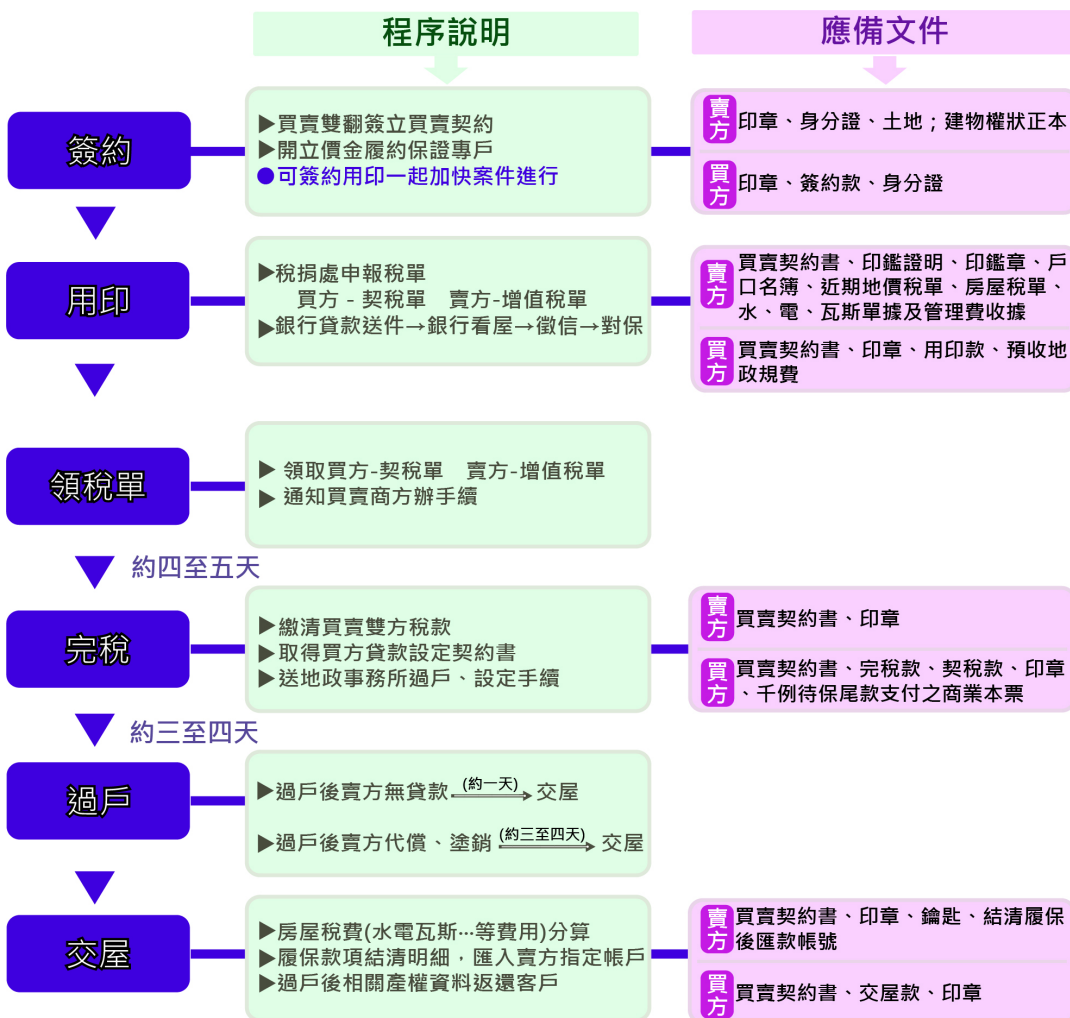 程序說明
應備文件
簽約
▶買賣雙翻簽立買賣契約
▶開立價金履約保證專戶
●可簽約用印一起加快案件進行
賣方
印章、身分證、土地；建物權狀正本
買方
印章、簽約款、身分證
用印
▶稅捐處申報稅單
買方-契稅單 賣方-增值稅單
▶銀行貸款送件→銀行看屋→徵信→對保
賣方
買賣契約書、印鑑證明、印鑑章、戶
口名簿、近期地價稅單、房屋稅單、
水、電、瓦斯單據及管理費收據
買方
買賣契約書、印章、用印款、預收地
政規費
領稅單
▶ 領取買方-契稅單 賣方-增值稅單
▶ 通知買賣商方辦手續
約四至五天
完稅
▶繳清買賣雙方稅款
▶取得買方貸款設定契約書
▶送地政事務所過戶、設定手續
賣方
買賣契約書、印章
買方
買賣契約書、完稅款、契稅款、印章
、千例待保尾款支付之商業本票
約三至四天
過戶
▶過戶後賣方無貸款 (約一天) 交屋
▶過戶後賣方代償、塗銷 (約三至四天) 交屋
交屋
▶房屋稅費(水電瓦斯…等費用)分算
▶履保款項結清明細，匯入賣方指定帳戶
▶過戶後相關產權資料返還客戶
賣方
買賣契約書、印章、鑰匙、結清履保
後匯款帳號
買方
買賣契約書、交屋款、印章